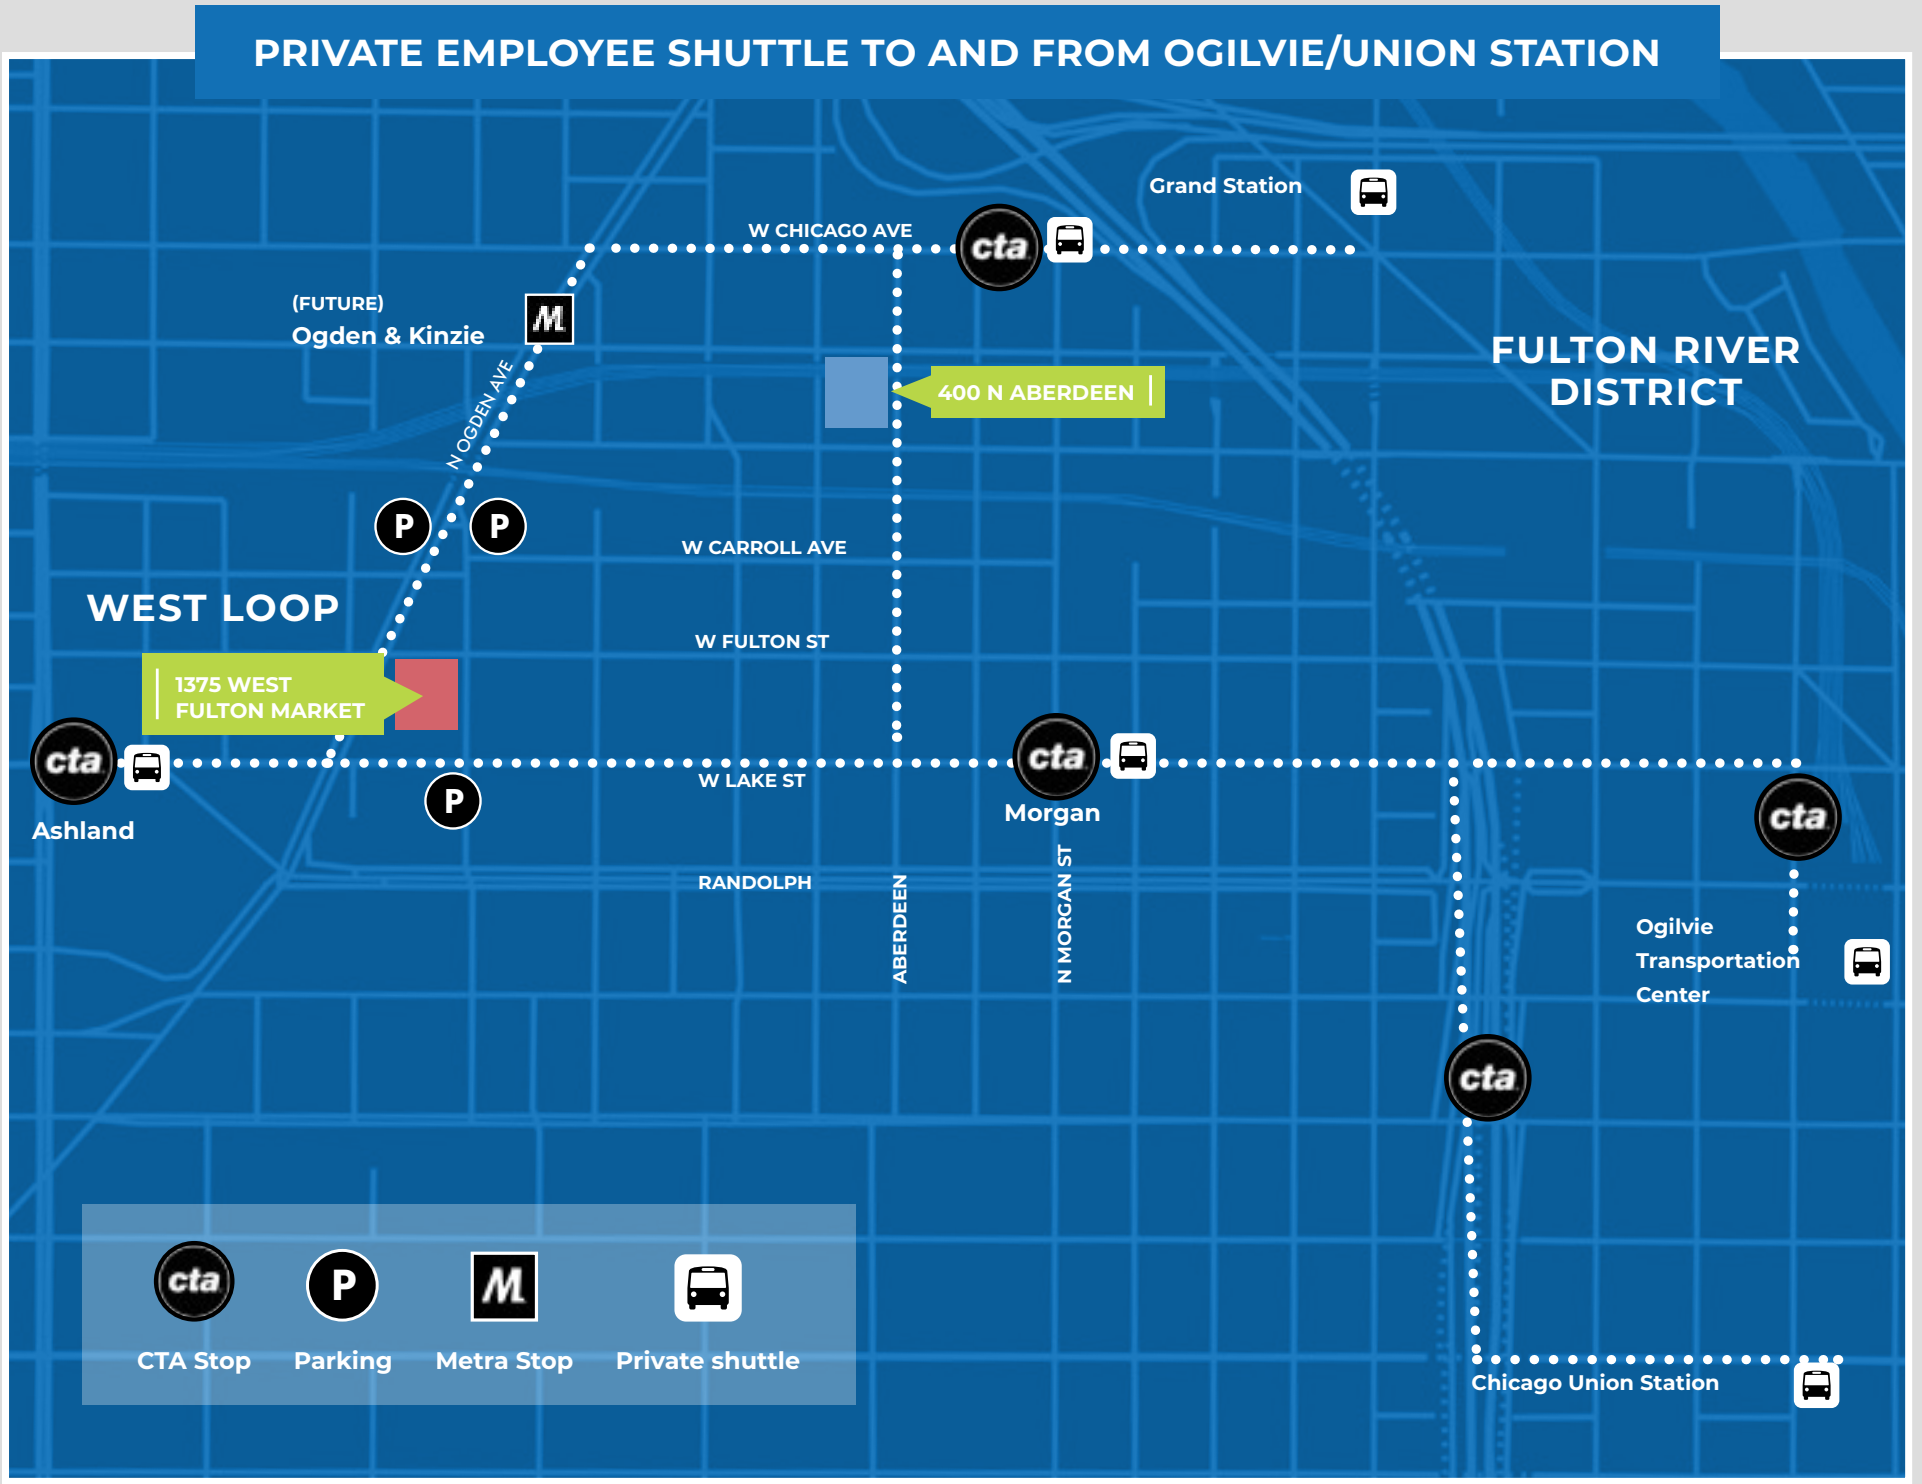 PRIVATE EMPLOYEE SHUTTLE TO AND FROM OGILVIE/UNION STATION
Grand Station
W CHICAGO AVE
cta
(FUTURE)
Ogden & Kinzie
M
N OGDEN AVE
400 N ABERDEEN
FULTON RIVER
DISTRICT
P
P
W CARROLL AVE
WEST LOOP
W FULTON ST
1375 WEST
FULTON MARKET
cta
Ashland
P
W LAKE ST
cta
Morgan
cta
RANDOLPH
ABERDEEN
N MORGAN ST
Ogilvie
Transportation
Center
cta
cta
CTA Stop
P
Parking
M
Metra Stop
Private shuttle
Chicago Union Station